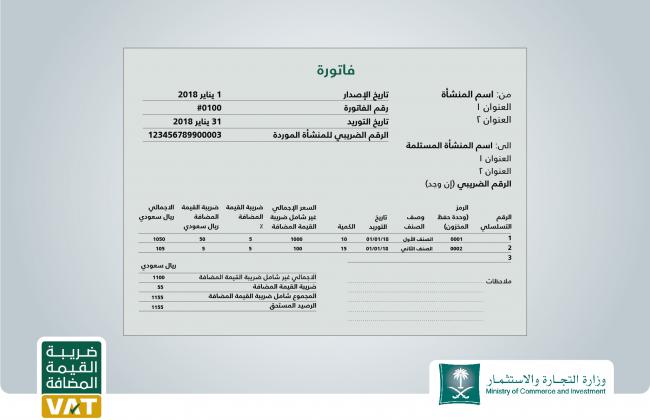 فاتورة
من: اسم المنشأة
العنوان ١
العنوان ٢
تاريخ الإصدار 1 يناير 2018
رقم الفاتورة #0100
تاريخ التوريد 31 يناير 2018
الرقم الضريبي للمنشأة الموردة 123456789900003
الى: اسم المنشأة المستلمة
العنوان ١
العنوان ٢
الرقم الضريبي (إن وجد)
الرقم التسلسلي الرمز (وحدة حفظ المخزون) وصف الصنف تاريخ التوريد الكمية السعر الإجمالي غير شامل ضريبة القيمة المضافة ضريبة القيمة المضافة ٪ ضريبة القيمة المضافة ريال سعودي الاجمالي ريال سعودي
1 0001 الصنف الأول 01/01/18 10 1000 5 50 1050
2 0002 الصنف الثاني 01/01/18 15 100 5 5 105
3
ملاحظات
ريال سعودي
الاجمالي غير شامل ضريبة القيمة المضافة 1100
ضريبة القيمة المضافة 55
المجموع شامل ضريبة القيمة المضافة 1155
الرصيد المستحق 1155
ضريبة
القيمة
المضافة
VAT
وزارة التجارة والاستثمار
Ministry of Commerce and Investment